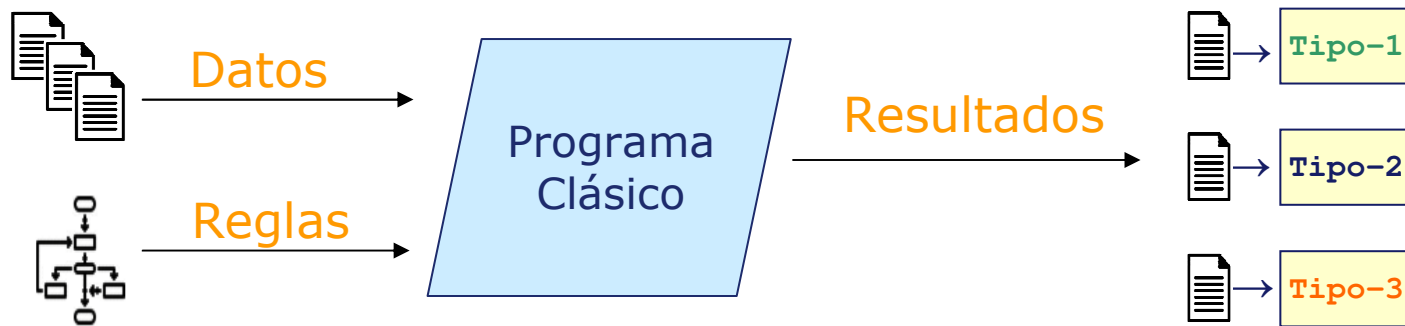 Datos
Reglas
Programa
Clásico
Resultados
Tipo-1
Tipo-2
Tipo-3